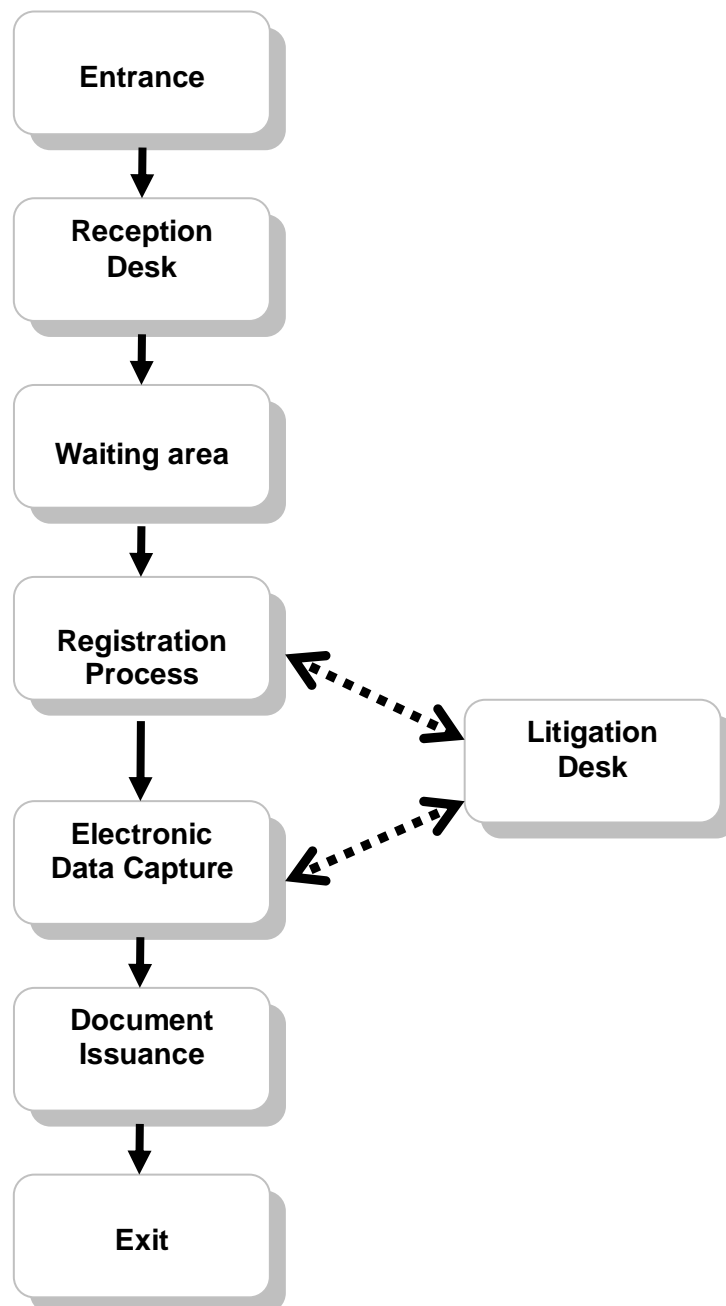 Entrance
Reception
Desk
Waiting area
Registration
Process
Litigation
Desk
Electronic
Data Capture
Document
Issuance
Exit